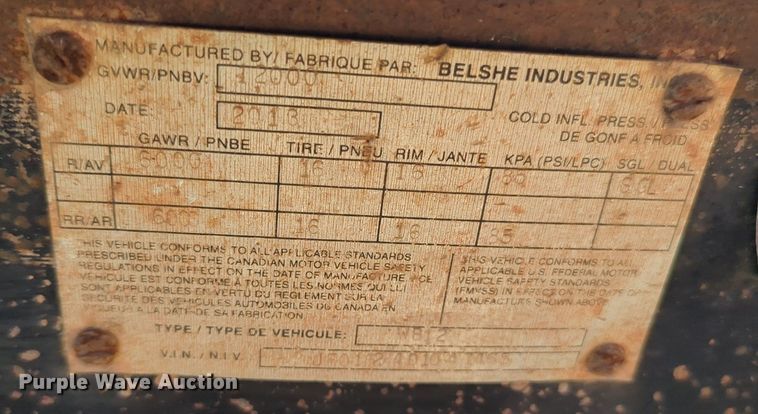 MANUFACTURED BY/ FABRIQUE PAR: BELSHE INDUSTRIES, INC
GVWR/PNBV: 12000
DATE: 2013
COLD INFL. PRESS./PRESS
DE GONF A FROID
GAWR / PNBE TIRE / PNEU RIM / JANTE KPA (PSI/LPC) SGL / DUAL
F/AV 6000 16 16 85 SGL
RR/AR 600 16 16 85
THIS VEHICLE CONFORMS TO ALL APPLICABLE STANDARDS
PRESCRIBED UNDER THE CANADIAN MOTOR VEHICLE SAFETY
REGULATIONS IN EFFECT ON THE DATE OF MANUFACTURE / CE
VEHICULE EST CONFORME À TOUTES LES NORMES QUI LUI
SONT APPLICABLES EN VERTU DU REGLEMENT SUR LA
SÉCURITÉ DES VEHICULES AUTOMOBILES DU CANADA EN
VIGUEUR A LA DATE DE SA FABRICATION.
THIS VEHICLE CONFORMS TO ALL
APPLICABLE U.S. FEDERAL MOTOR
VEHICLE SAFETY STANDARDS
(FMVSS) IN EFFECT ON THE DATE OF
MANUFACTURE SHOWN ABOVE
TYPE / TYPE DE VEHICULE: WB12
V.I.N. / N.I.V.
Purple Wave Auction